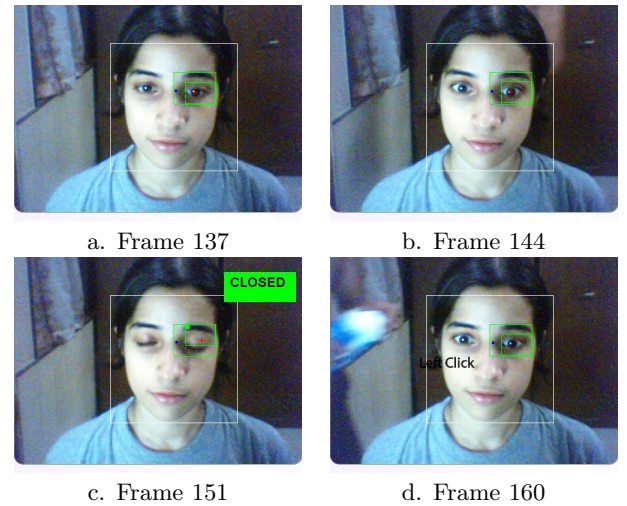 a. Frame 137
b. Frame 144
CLOSED
Left Click
c. Frame 151
d. Frame 160